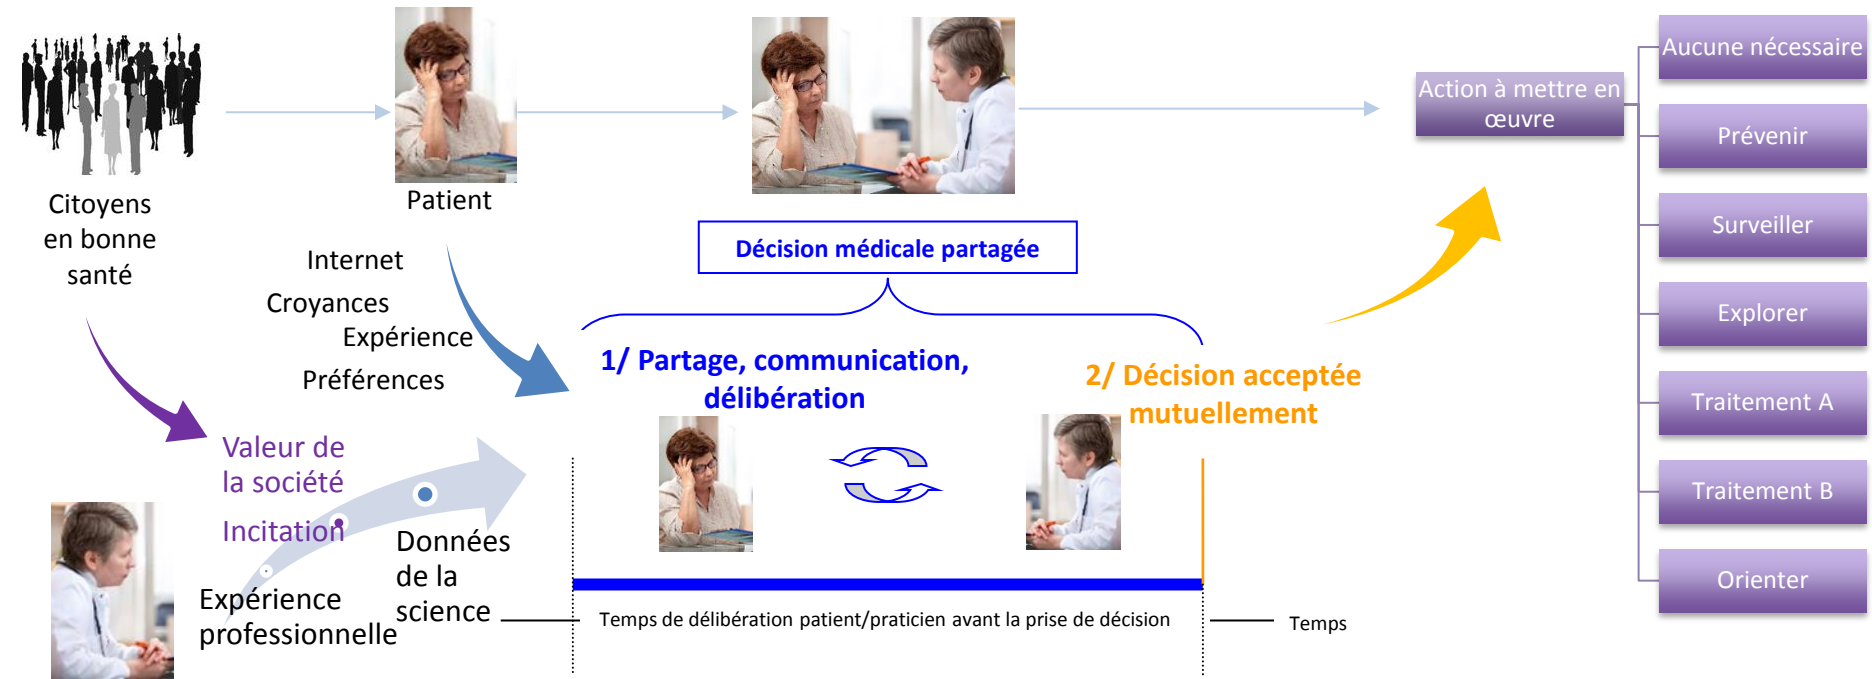 Citoyens
en bonne
santé
Patient
Internet
Croyances
Expérience
Préférences
Valeur de
la société
Incitation
Expérience
professionnelle
Données
de la
science
Décision médicale partagée
1/ Partage, communication,
délibération
2/ Décision acceptée
mutuellement
Temps de délibération patient/praticien avant la prise de décision
Temps
Action à mettre en
œuvre
Aucune nécessaire
Prévenir
Surveiller
Explorer
Traitement A
Traitement B
Orienter